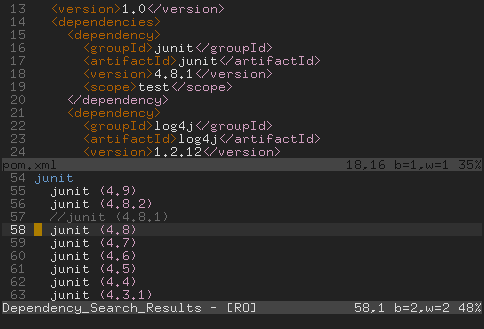 13   <version>1.0</version>
14   <dependencies>
15     <dependency>
16       <groupId>junit</groupId>
17       <artifactId>junit</artifactId>
18       <version>4.8.1</version>
19       <scope>test</scope>
20     </dependency>
21     <dependency>
22       <groupId>log4j</groupId>
23       <artifactId>log4j</artifactId>
24       <version>1.2.12</version>
pom.xml 18,16 b=1,w=1 35%
54 junit
55   junit (4.9)
56   junit (4.8.2)
57   //junit (4.8.1)
58   junit (4.8)
59   junit (4.7)
60   junit (4.6)
61   junit (4.5)
62   junit (4.4)
63   junit (4.3.1)
Dependency_Search_Results - [RO] 58,1 b=2,w=2 48%